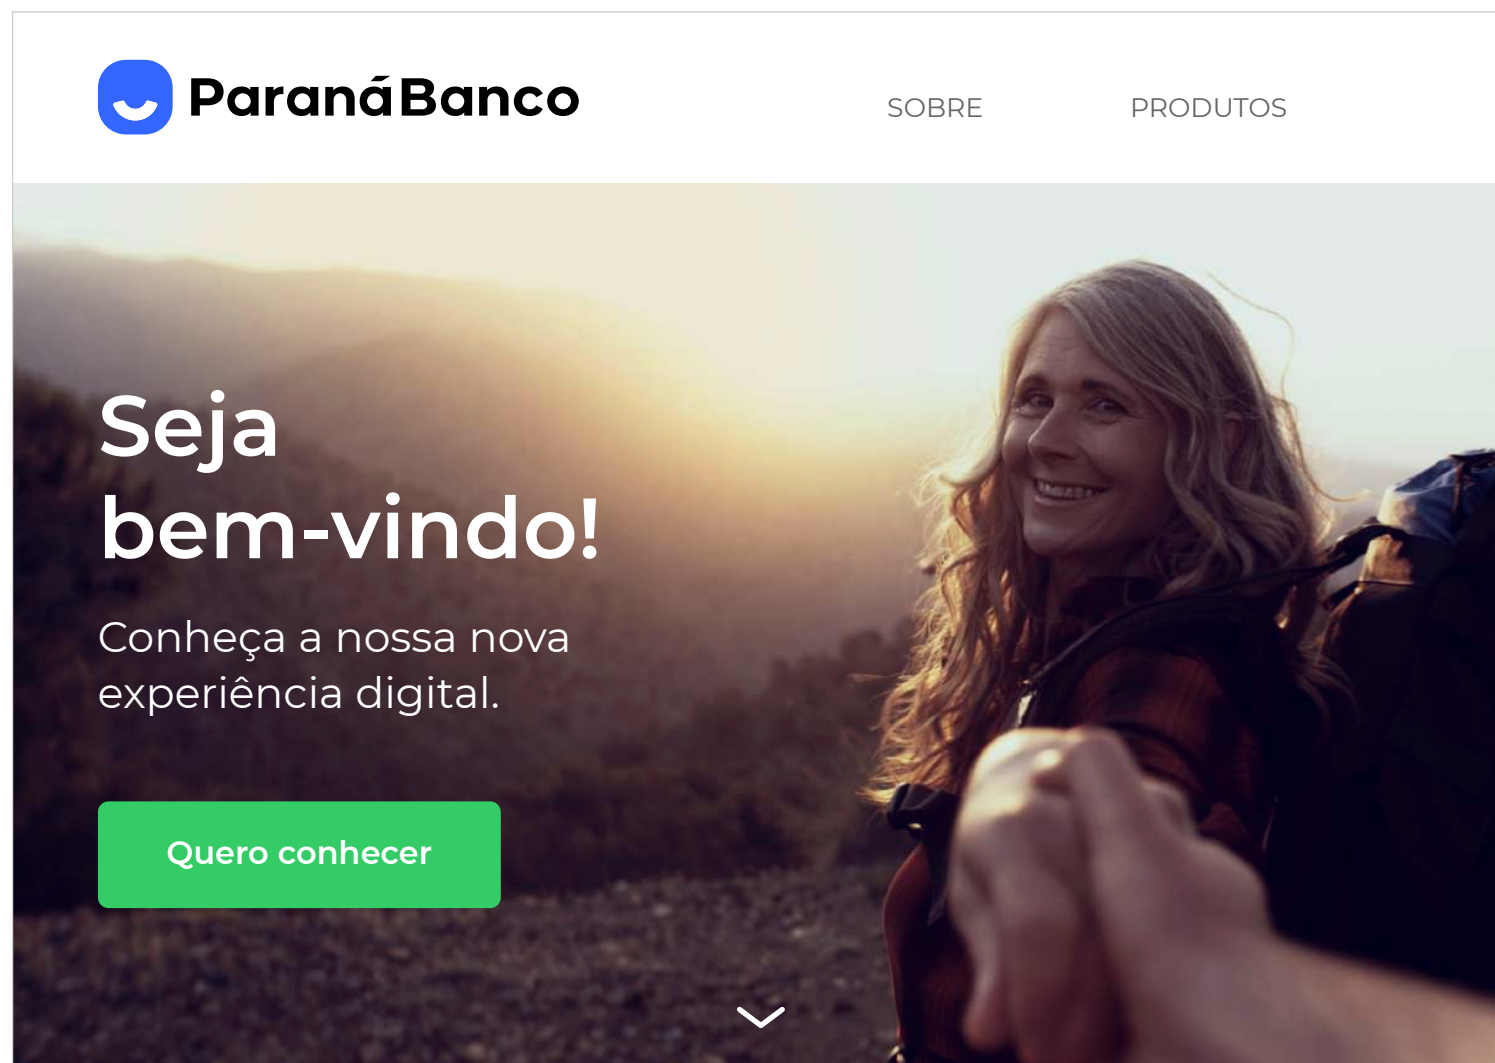 ParanáBanco
SOBRE
PRODUTOS
Seja
bem-vindo!
Conheça a nossa nova
experiência digital.
Quero conhecer